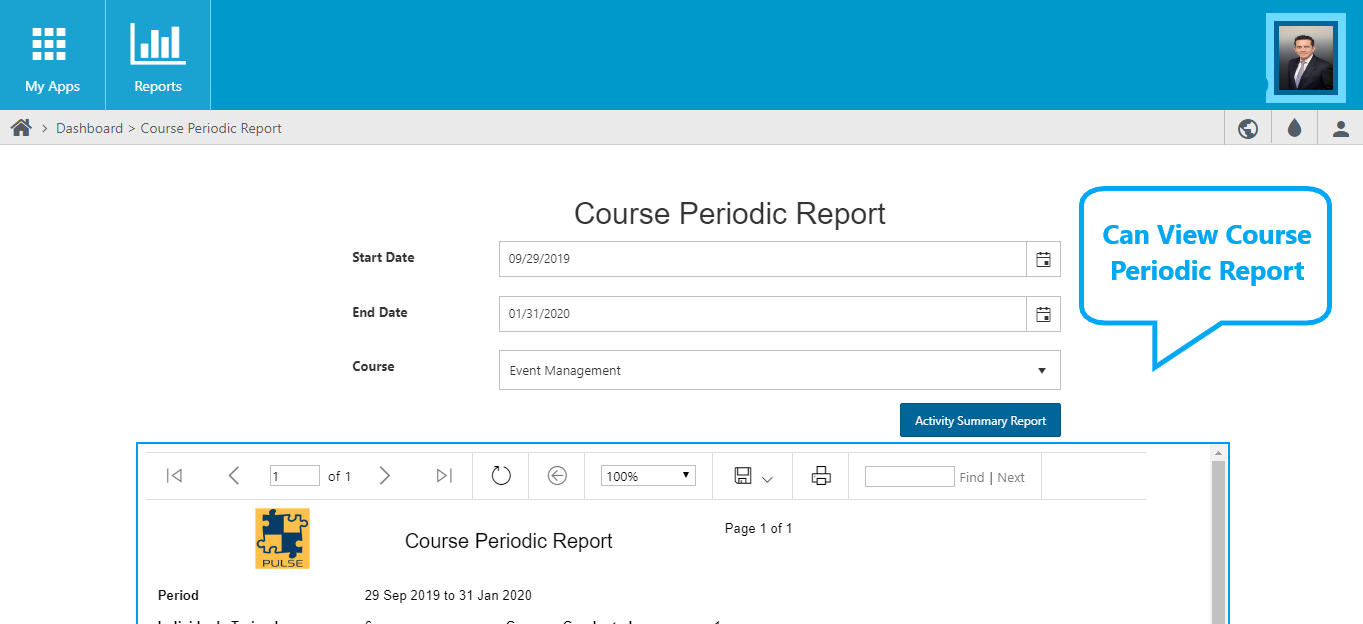 My Apps
Reports
> Dashboard > Course Periodic Report
Can View Course
Periodic Report
Course Periodic Report
Start Date
09/29/2019
End Date
01/31/2020
Course
Event Management
Activity Summary Report
1 of 1
100%
Find | Next
PULSE
Course Periodic Report
Page 1 of 1
Period
29 Sep 2019 to 31 Jan 2020